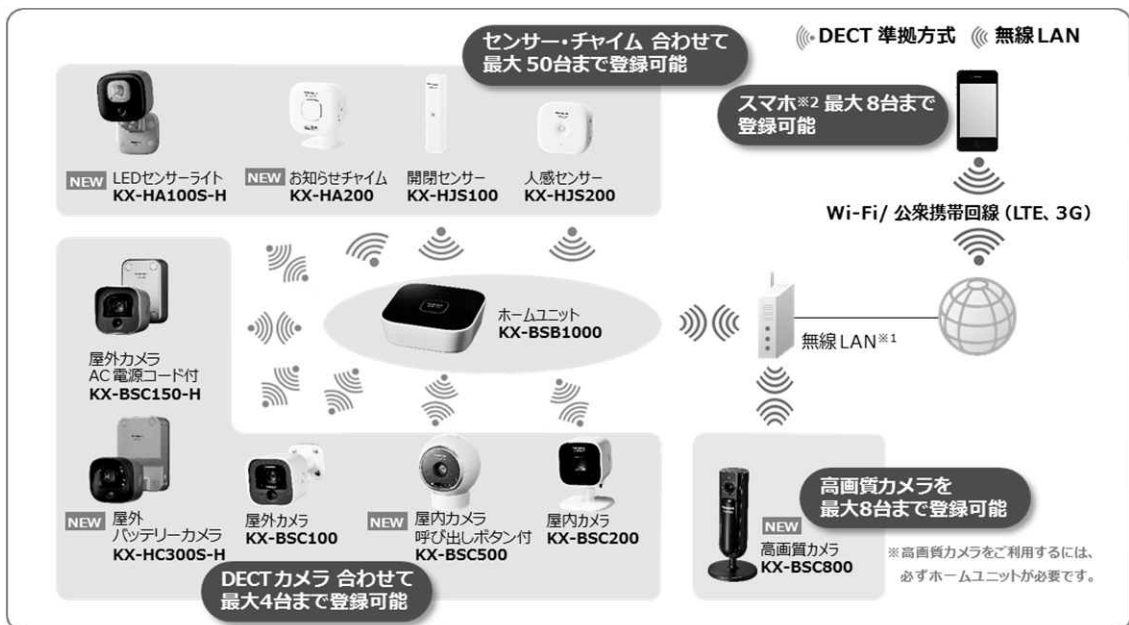 センサー・チャイム 合わせて
最大 50台まで登録可能
DECT 準拠方式 無線LAN
スマホ※2 最大 8台まで
登録可能
NEW LEDセンサーライト
KX-HA100S-H
NEW お知らせチャイム
KX-HA200
開閉センサー
KX-HJS100
人感センサー
KX-HJS200
Wi-Fi/ 公衆携帯回線 (LTE、3G)
屋外カメラ
AC 電源コード付
KX-BSC150-H
ホームユニット
KX-BSB1000
無線LAN※1
NEW 屋外
バッテリーカメラ
KX-HC300S-H
屋外カメラ
KX-BSC100
NEW 屋内カメラ
呼び出しボタン付
KX-BSC500
屋内カメラ
KX-BSC200
DECTカメラ 合わせて
最大4台まで登録可能
高画質カメラを
最大8台まで登録可能
NEW
高画質カメラ
KX-BSC800
※高画質カメラをご利用するには、
必ずホームユニットが必要です。